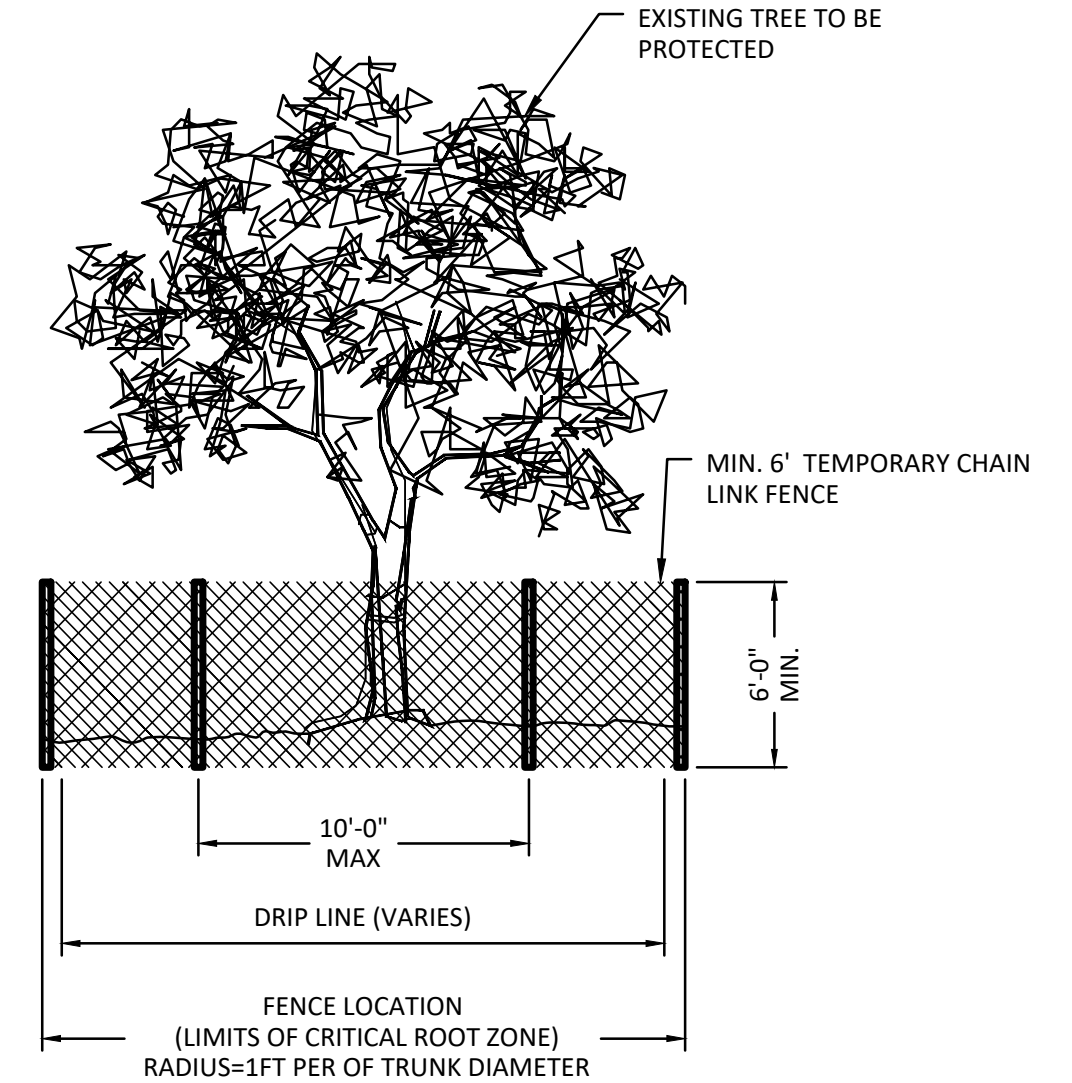 EXISTING TREE TO BE
PROTECTED
MIN. 6' TEMPORARY CHAIN
LINK FENCE
6'-0"
MIN.
10'-0"
MAX
DRIP LINE (VARIES)
FENCE LOCATION
(LIMITS OF CRITICAL ROOT ZONE)
RADIUS=1FT PER OF TRUNK DIAMETER